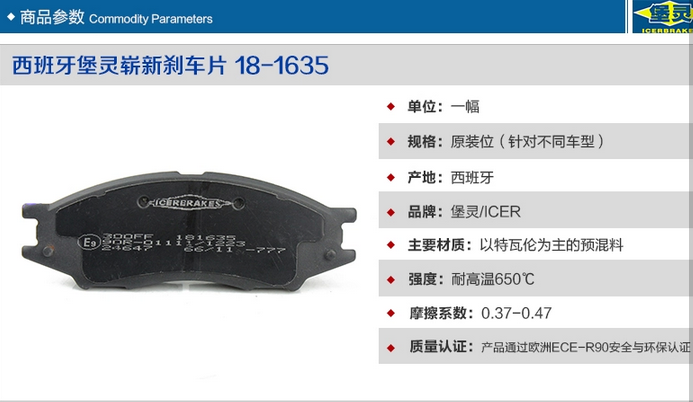 商品参数 Commodity Parameters
堡灵
ICERBRAKE
西班牙堡灵崭新刹车片 18-1635
单位：一幅
规格：原装位（针对不同车型）
产地：西班牙
品牌：堡灵/ICER
主要材质：以特瓦伦为主的预混料
强度：耐高温650℃
摩擦系数：0.37-0.47
质量认证：产品通过欧洲ECE-R90安全与环保认证
ICERBRAKES
300FF 181635
E9 90R-01111/1223
24647 66/11 -777